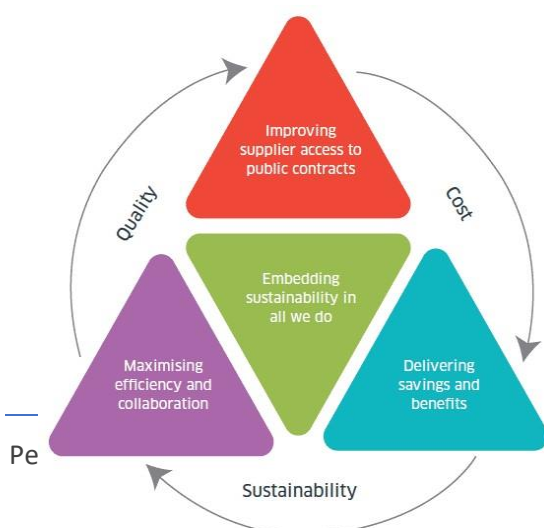 Improving
supplier access to
public contracts
Quality
Cost
Embedding
sustainability in
all we do
Maximising
efficiency and
collaboration
Delivering
savings and
benefits
Pe
Sustainability